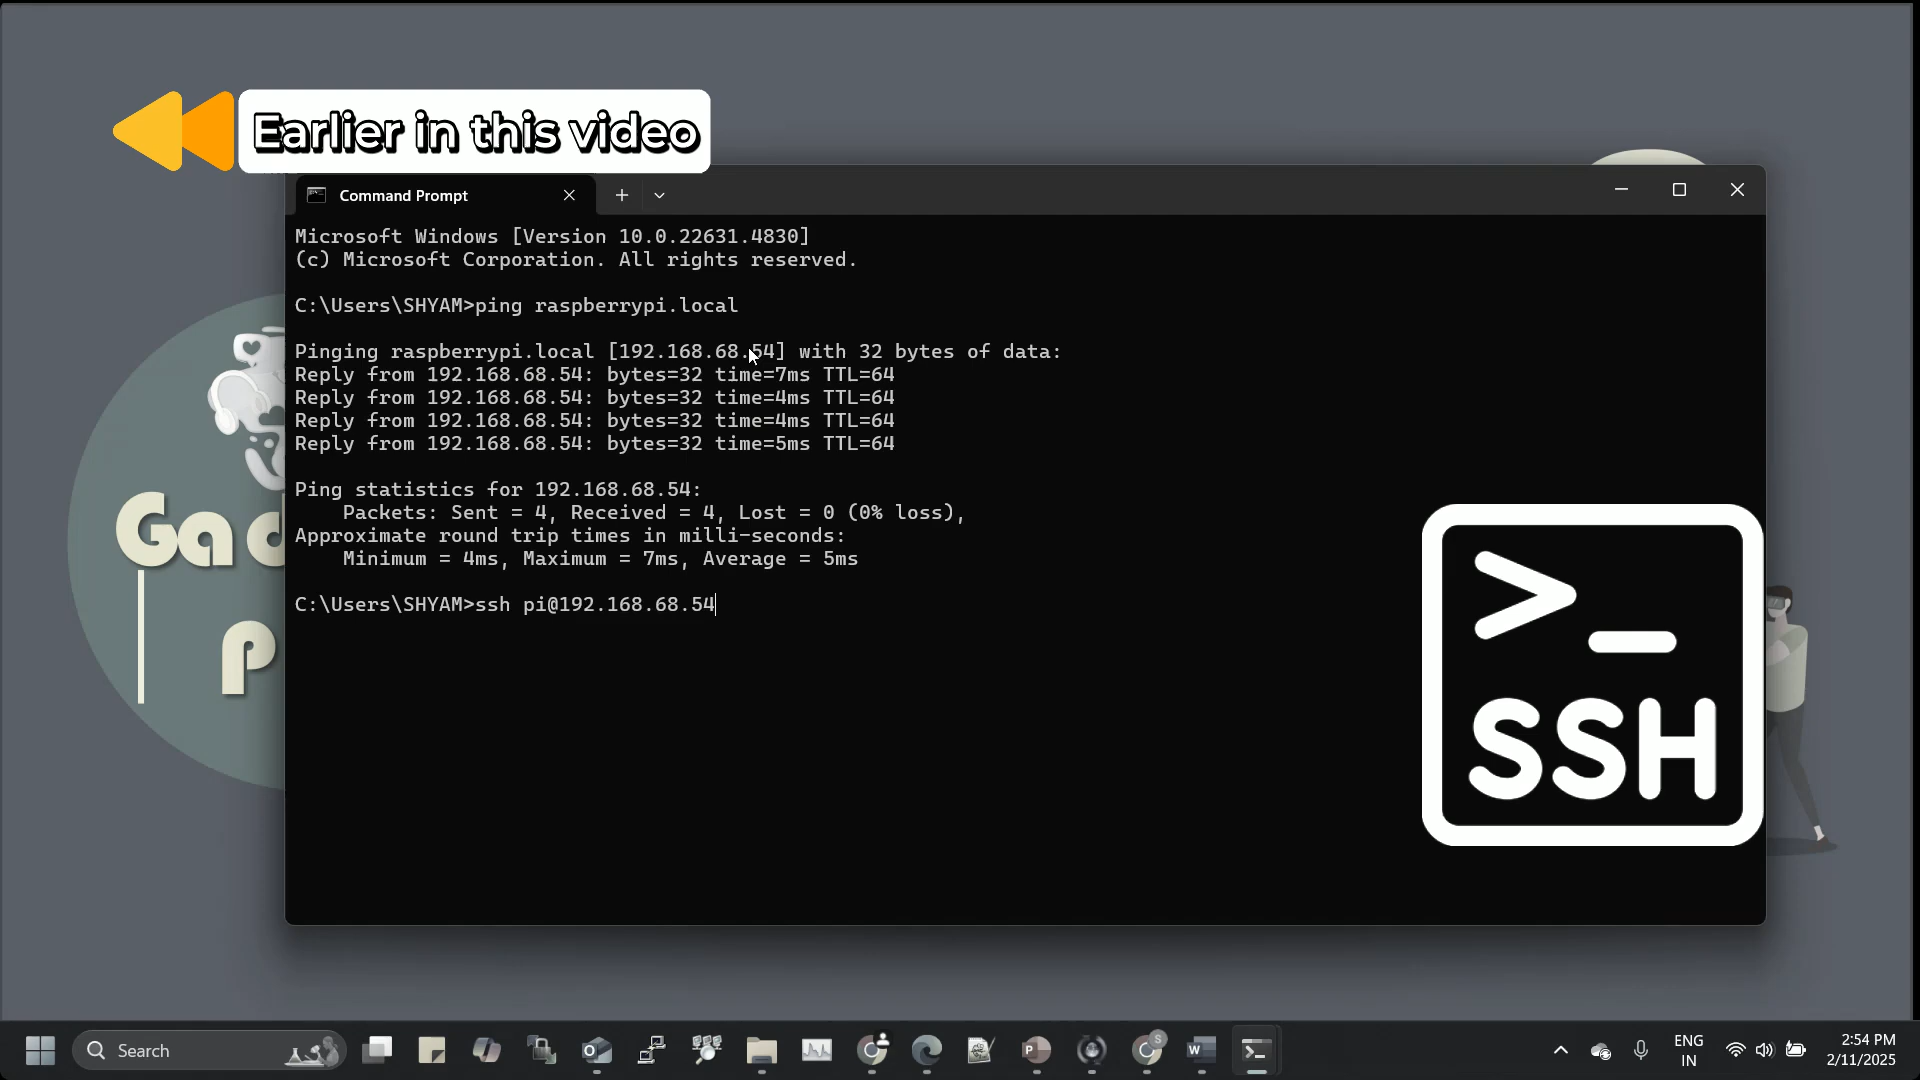 Earlier in this video
Command Prompt
Microsoft Windows [Version 10.0.22631.4830]
(c) Microsoft Corporation. All rights reserved.
C:\Users\SHYAM>ping raspberrypi.local
Pinging raspberrypi.local [192.168.68.54] with 32 bytes of data:
Reply from 192.168.68.54: bytes=32 time=7ms TTL=64
Reply from 192.168.68.54: bytes=32 time=4ms TTL=64
Reply from 192.168.68.54: bytes=32 time=4ms TTL=64
Reply from 192.168.68.54: bytes=32 time=5ms TTL=64
Ping statistics for 192.168.68.54:
    Packets: Sent = 4, Received = 4, Lost = 0 (0% loss),
Approximate round trip times in milli-seconds:
    Minimum = 4ms, Maximum = 7ms, Average = 5ms
C:\Users\SHYAM>ssh pi@192.168.68.54
Gad
p
>_
SSH
Search
ENG
IN
2:54 PM
2/11/2025